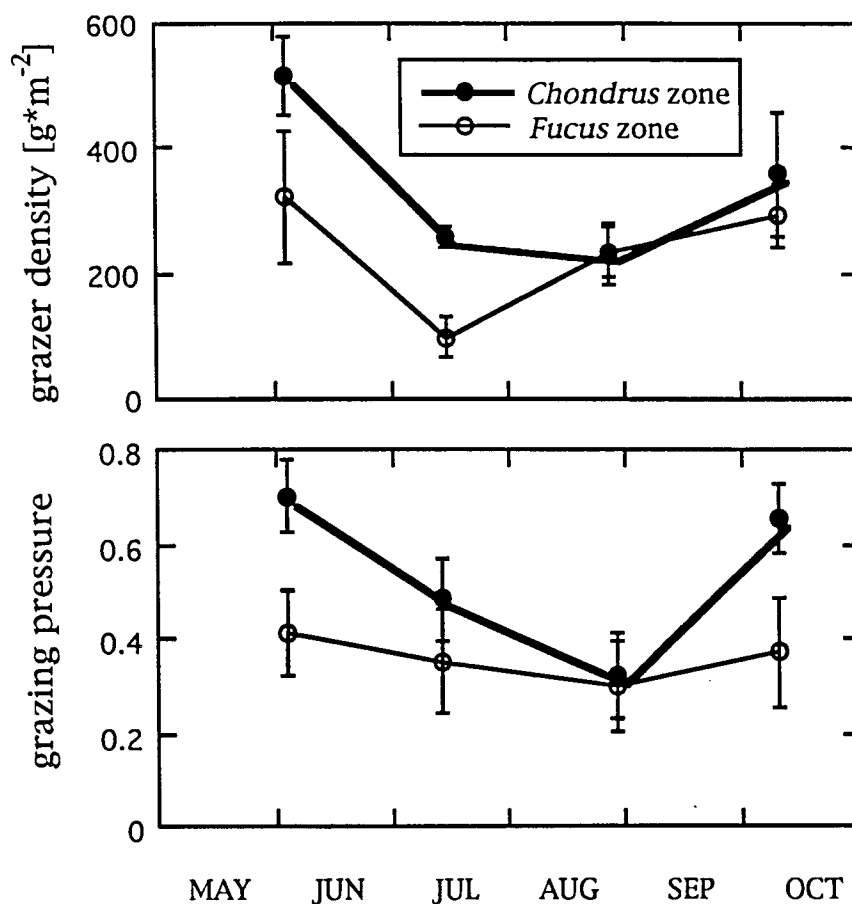 600
400
200
0
grazer density [g*m-2]
Chondrus zone
Fucus zone
0.8
0.6
0.4
0.2
0
grazing pressure
MAY JUN JUL AUG SEP OCT